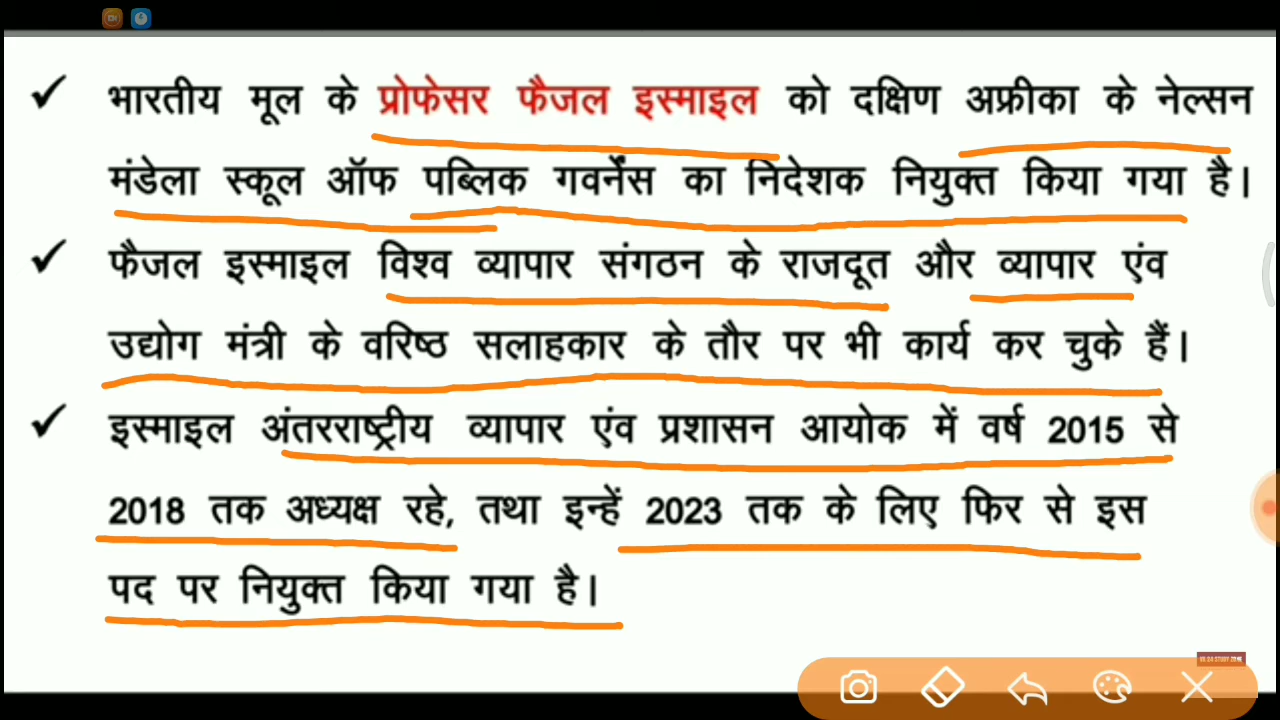 ✓ भारतीय मूल के प्रोफेसर फैजल इस्माइल को दक्षिण अफ्रीका के नेल्सन
मंडेला स्कूल ऑफ पब्लिक गवर्नेंस का निदेशक नियुक्त किया गया है।
✓ फैजल इस्माइल विश्व व्यापार संगठन के राजदूत और व्यापार एंव
उद्योग मंत्री के वरिष्ठ सलाहकार के तौर पर भी कार्य कर चुके हैं।
✓ इस्माइल अंतरराष्ट्रीय व्यापार एंव प्रशासन आयोक में वर्ष 2015 से
2018 तक अध्यक्ष रहे, तथा इन्हें 2023 तक के लिए फिर से इस
पद पर नियुक्त किया गया है।